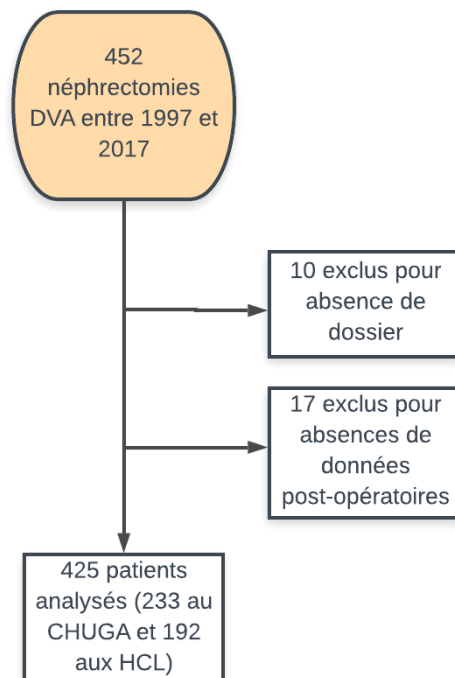 452
néphrectomies
DVA entre 1997 et
2017
10 exclus pour
absence de
dossier
17 exclus pour
absences de
données
post-opératoires
425 patients
analysés (233 au
CHUGA et 192
aux HCL)